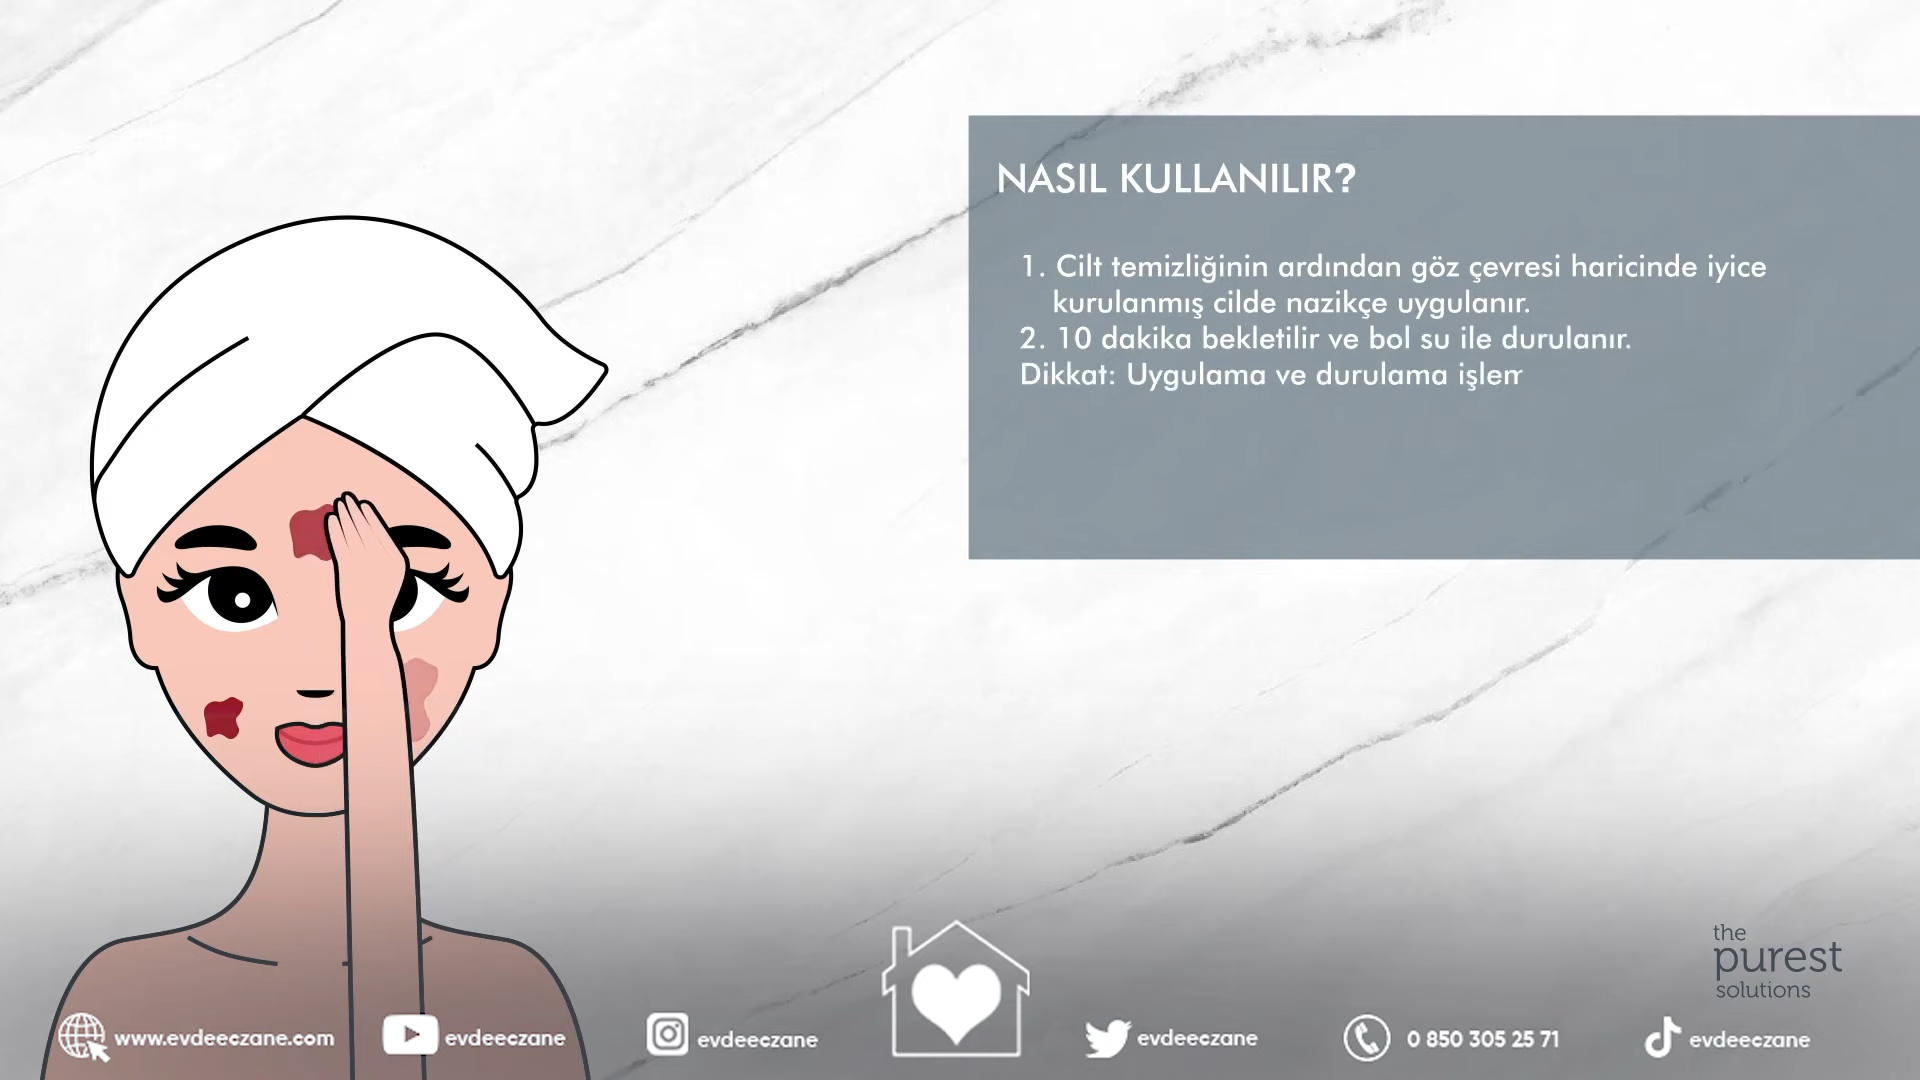 NASIL KULLANILIR?
1. Cilt temizliğinin ardından göz çevresi haricinde iyice
kurulanmış cilde nazikçe uygulanır.
2. 10 dakika bekletilir ve bol su ile durulanır.
Dikkat: Uygulama ve durulama işlem
the
purest
solutions
www.evdeeczane.com
evdeeczane
evdeeczane
evdeeczane
0 850 305 25 71
evdeeczane